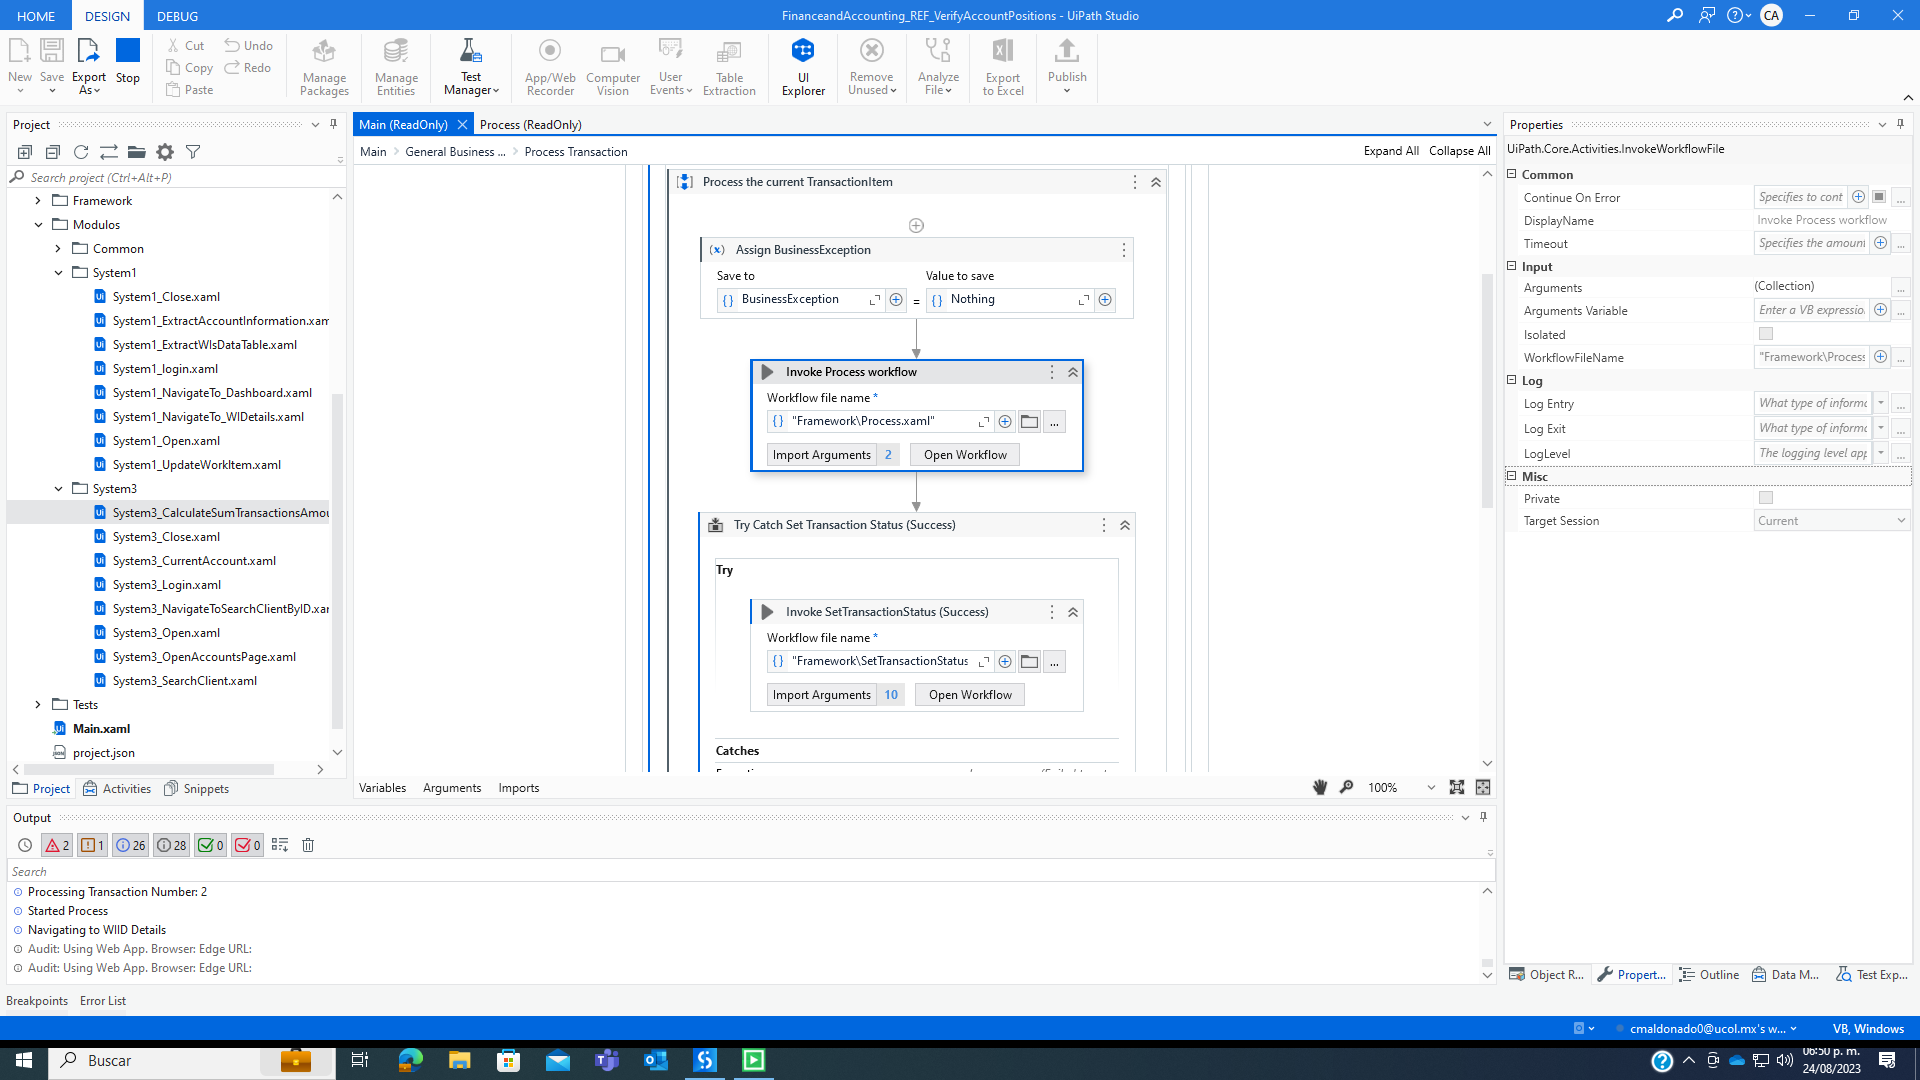 HOME
DESIGN
DEBUG
FinanceandAccounting_REF_VerifyAccountPositions - UiPath Studio
CA
New
Save
Export As
Stop
Cut
Copy
Paste
Undo
Redo
Manage Packages
Manage Entities
Test Manager
App/Web Recorder
Computer Vision
User Events
Table Extraction
UI Explorer
Remove Unused
Analyze File
Export to Excel
Publish
Project
Search project (Ctrl+Alt+P)
Framework
Modulos
Common
System1
System1_Close.xaml
System1_ExtractAccountInformation.xam
System1_ExtractWIsDataTable.xaml
System1_login.xaml
System1_NavigateTo_Dashboard.xaml
System1_NavigateTo_WIDetails.xaml
System1_Open.xaml
System1_UpdateWorkItem.xaml
System3
System3_CalculateSumTransactionsAmou
System3_Close.xaml
System3_CurrentAccount.xaml
System3_Login.xaml
System3_NavigateToSearchClientByID.xar
System3_Open.xaml
System3_OpenAccountsPage.xaml
System3_SearchClient.xaml
Tests
Main.xaml
project.json
Project
Activities
Snippets
Main (ReadOnly)
Process (ReadOnly)
Main
General Business ...
Process Transaction
Expand All
Collapse All
Process the current TransactionItem
Assign BusinessException
Save to
Value to save
BusinessException
=
Nothing
Invoke Process workflow
Workflow file name *
"Framework\Process.xaml"
...
Import Arguments 2
Open Workflow
Try Catch Set Transaction Status (Success)
Try
Invoke SetTransactionStatus (Success)
Workflow file name *
"Framework\SetTransactionStatus
...
Import Arguments 10
Open Workflow
Catches
Variables
Arguments
Imports
100%
Properties
UiPath.Core.Activities.InvokeWorkflowFile
Common
Continue On Error
Specifies to cont
...
DisplayName
Invoke Process workflow
Timeout
Specifies the amount
...
Input
Arguments
(Collection)
...
Arguments Variable
Enter a VB expressio
...
Isolated
WorkflowFileName
"Framework\Process
...
Log
Log Entry
What type of informa
...
Log Exit
What type of informa
...
LogLevel
The logging level app
...
Misc
Private
Target Session
Current
Object R...
Propert...
Outline
Data M...
Test Exp...
Output
2
1
26
28
0
0
Search
Processing Transaction Number: 2
Started Process
Navigating to WIID Details
Audit: Using Web App. Browser: Edge URL:
Audit: Using Web App. Browser: Edge URL:
Breakpoints
Error List
cmaldonado0@ucol.mx's w...
VB, Windows
Buscar
06:50 p. m.
24/08/2023